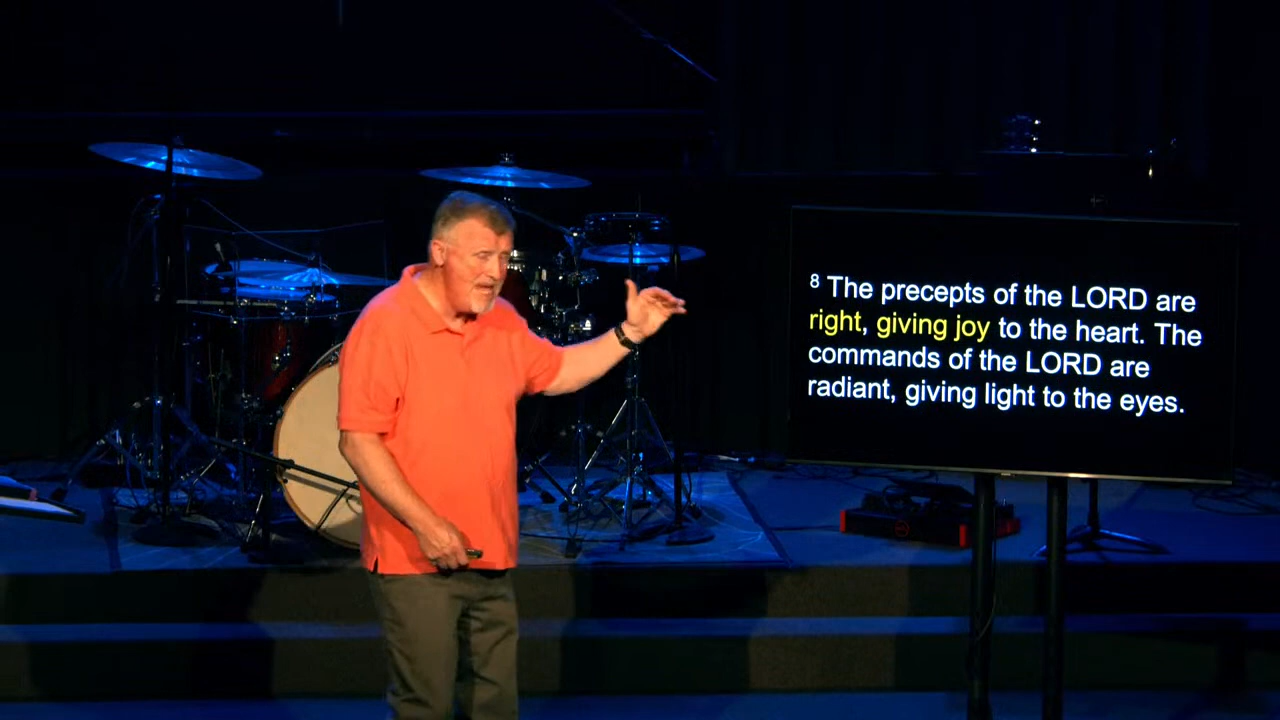 ⁸ The precepts of the LORD are
right, giving joy to the heart. The
commands of the LORD are
radiant, giving light to the eyes.